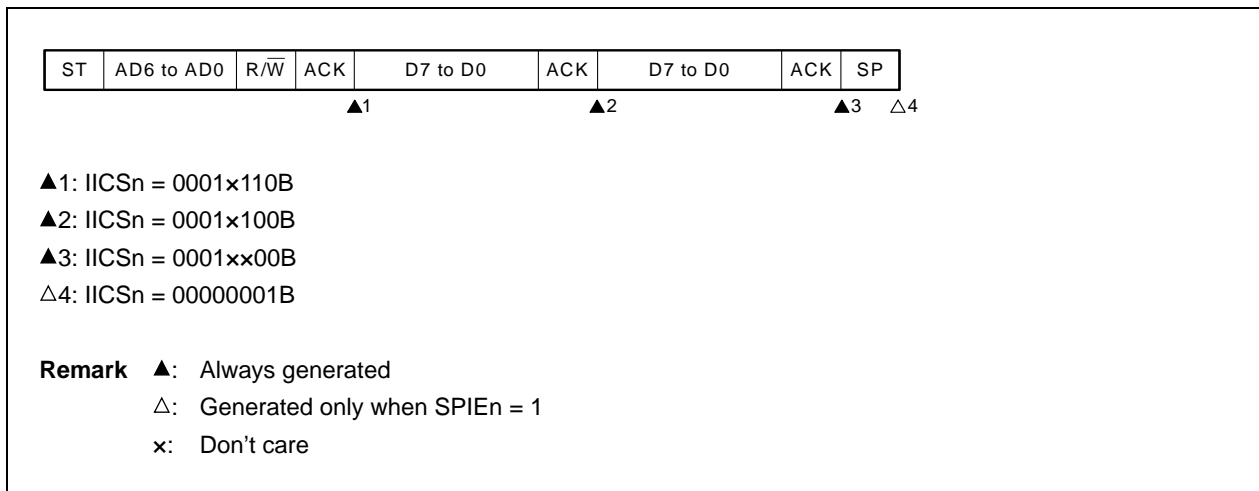 ST AD6 to AD0 R/W̅ ACK D7 to D0 ACK D7 to D0 ACK SP
▲1 ▲2 ▲3 △4
▲1: IICSn = 0001×110B
▲2: IICSn = 0001×100B
▲3: IICSn = 0001××00B
△4: IICSn = 00000001B
Remark ▲: Always generated
△: Generated only when SPIEn = 1
×: Don't care